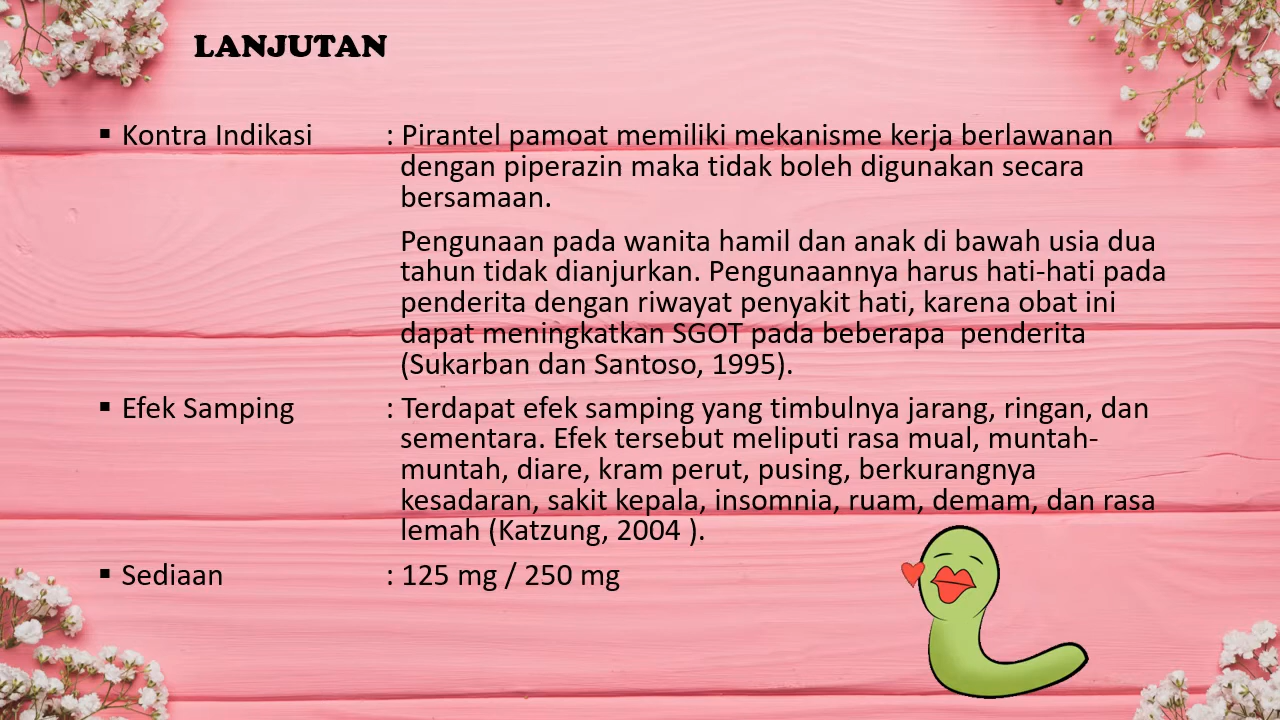 LANJUTAN
▪ Kontra Indikasi : Pirantel pamoat memiliki mekanisme kerja berlawanan
dengan piperazin maka tidak boleh digunakan secara
bersamaan.
Pengunaan pada wanita hamil dan anak di bawah usia dua
tahun tidak dianjurkan. Pengunaannya harus hati-hati pada
penderita dengan riwayat penyakit hati, karena obat ini
dapat meningkatkan SGOT pada beberapa  penderita
(Sukarban dan Santoso, 1995).
▪ Efek Samping : Terdapat efek samping yang timbulnya jarang, ringan, dan
sementara. Efek tersebut meliputi rasa mual, muntah-
muntah, diare, kram perut, pusing, berkurangnya
kesadaran, sakit kepala, insomnia, ruam, demam, dan rasa
lemah (Katzung, 2004 ).
▪ Sediaan : 125 mg / 250 mg